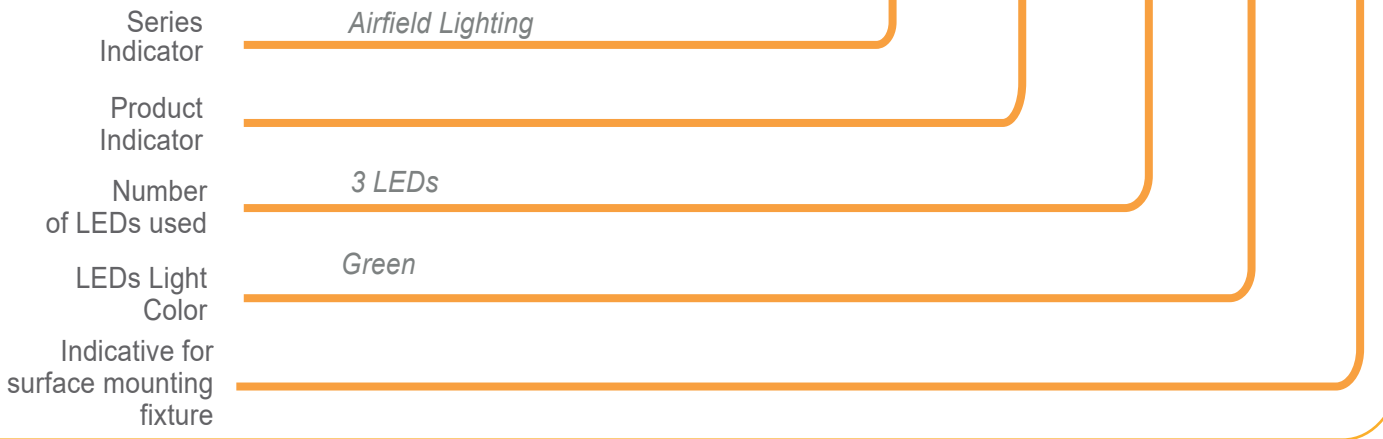 Series
Indicator
Airfield Lighting
Product
Indicator
Number
of LEDs used
3 LEDs
LEDs Light
Color
Green
Indicative for
surface mounting
fixture